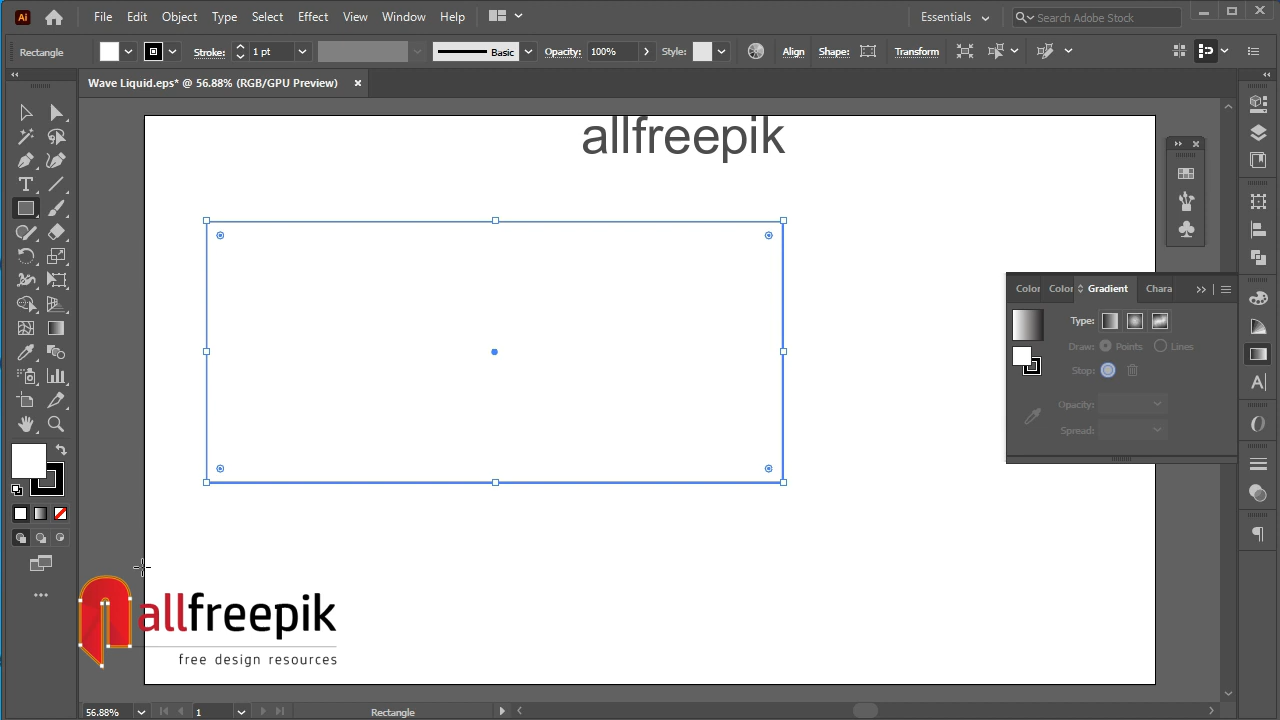 Ai File Edit Object Type Select Effect View Window Help Essentials Search Adobe Stock
Rectangle Stroke: 1 pt Basic Opacity: 100% Style: Align Shape: Transform
Wave Liquid.eps* @ 56.88% (RGB/GPU Preview)
allfreepik
Color Color Gradient Chara
Type:
Draw: Points Lines
Stop:
Opacity:
Spread:
allfreepik
free design resources
56.88% 1 Rectangle